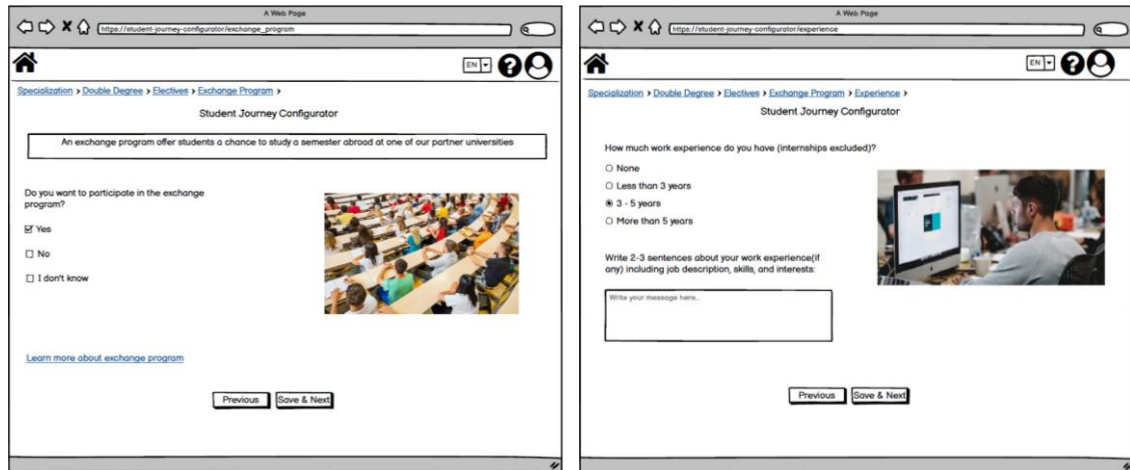 A Web Page
https://student-journey-configurator/exchange_program
EN
?
Specialization > Double Degree > Electives > Exchange Program >
Student Journey Configurator
An exchange program offer students a chance to study a semester abroad at one of our partner universities
Do you want to participate in the exchange
program?
Yes
No
I don't know
Learn more about exchange program
Previous
Save & Next
A Web Page
https://student-journey-configurator/experience
EN
?
Specialization > Double Degree > Electives > Exchange Program > Experience >
Student Journey Configurator
How much work experience do you have (internships excluded)?
None
Less than 3 years
3 - 5 years
More than 5 years
Write 2-3 sentences about your work experience(if
any) including job description, skills, and interests:
Write your message here..
Previous
Save & Next